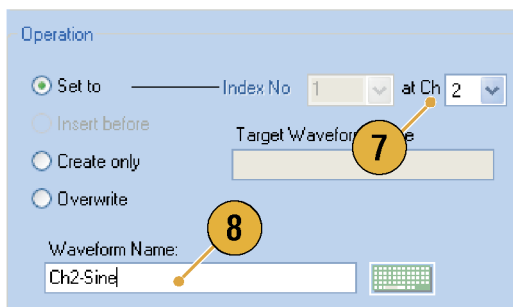 Operation
Set to Index No 1 at Ch 2
Insert before
Target Waveform
7
Create only
Overwrite
8
Waveform Name:
Ch2-Sine